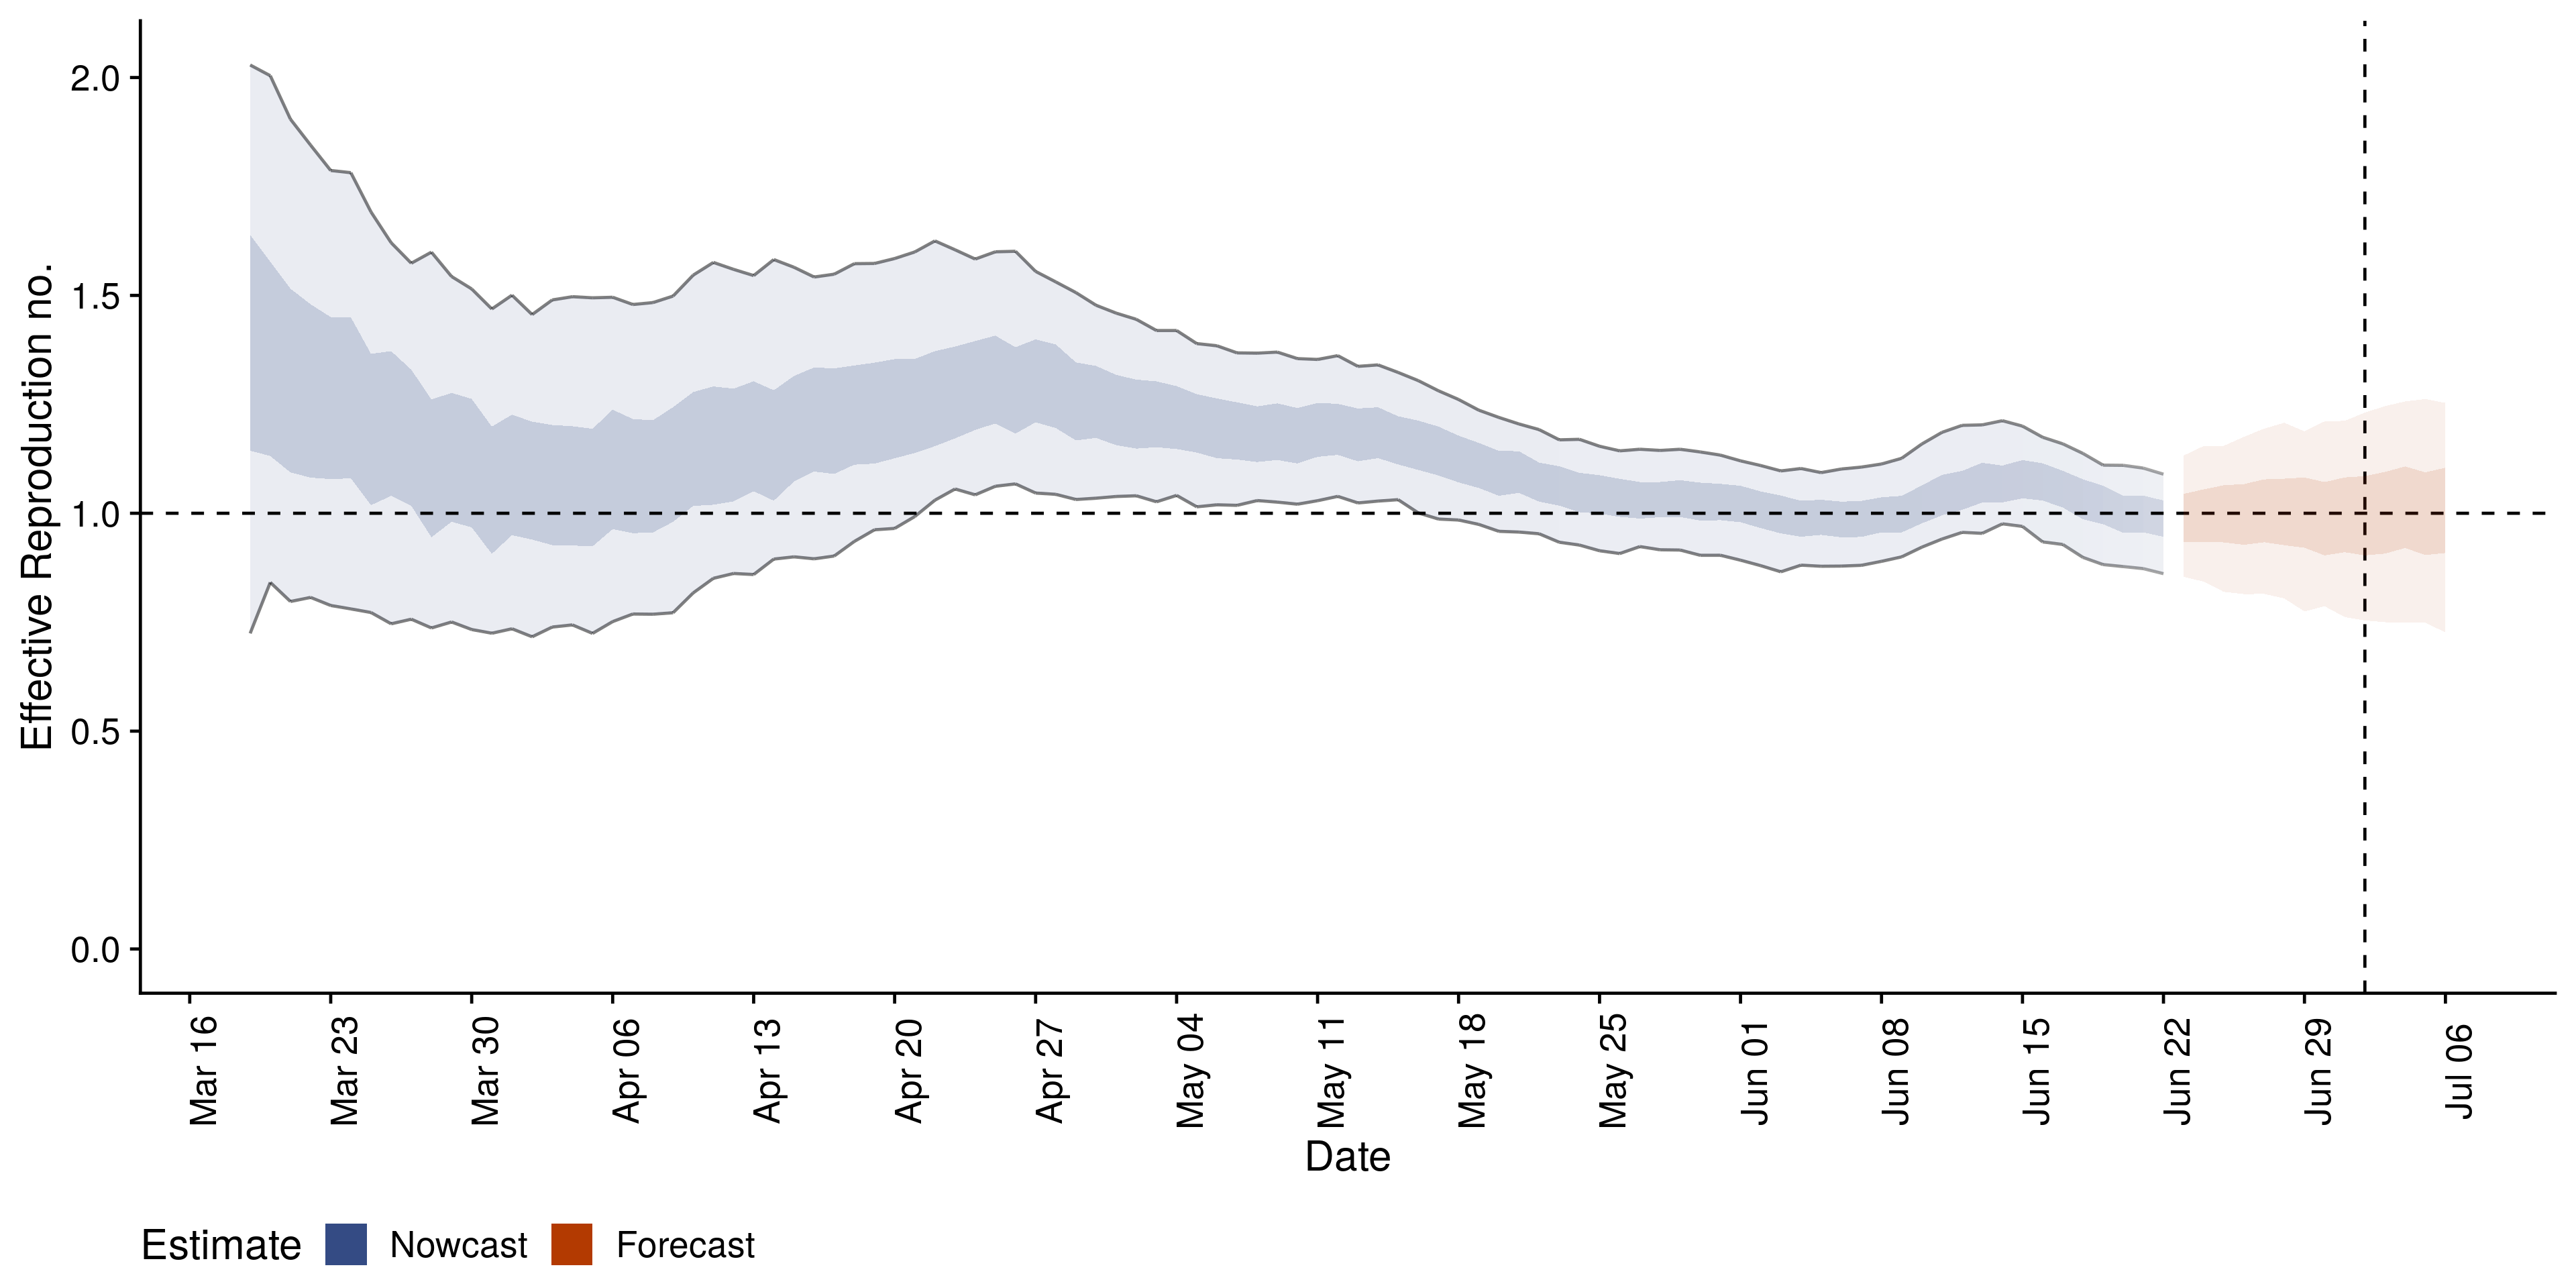 Effective Reproduction no.
2.0
1.5
1.0
0.5
0.0
Mar 16
Mar 23
Mar 30
Apr 06
Apr 13
Apr 20
Apr 27
May 04
May 11
May 18
May 25
Jun 01
Jun 08
Jun 15
Jun 22
Jun 29
Jul 06
Date
Estimate Nowcast Forecast